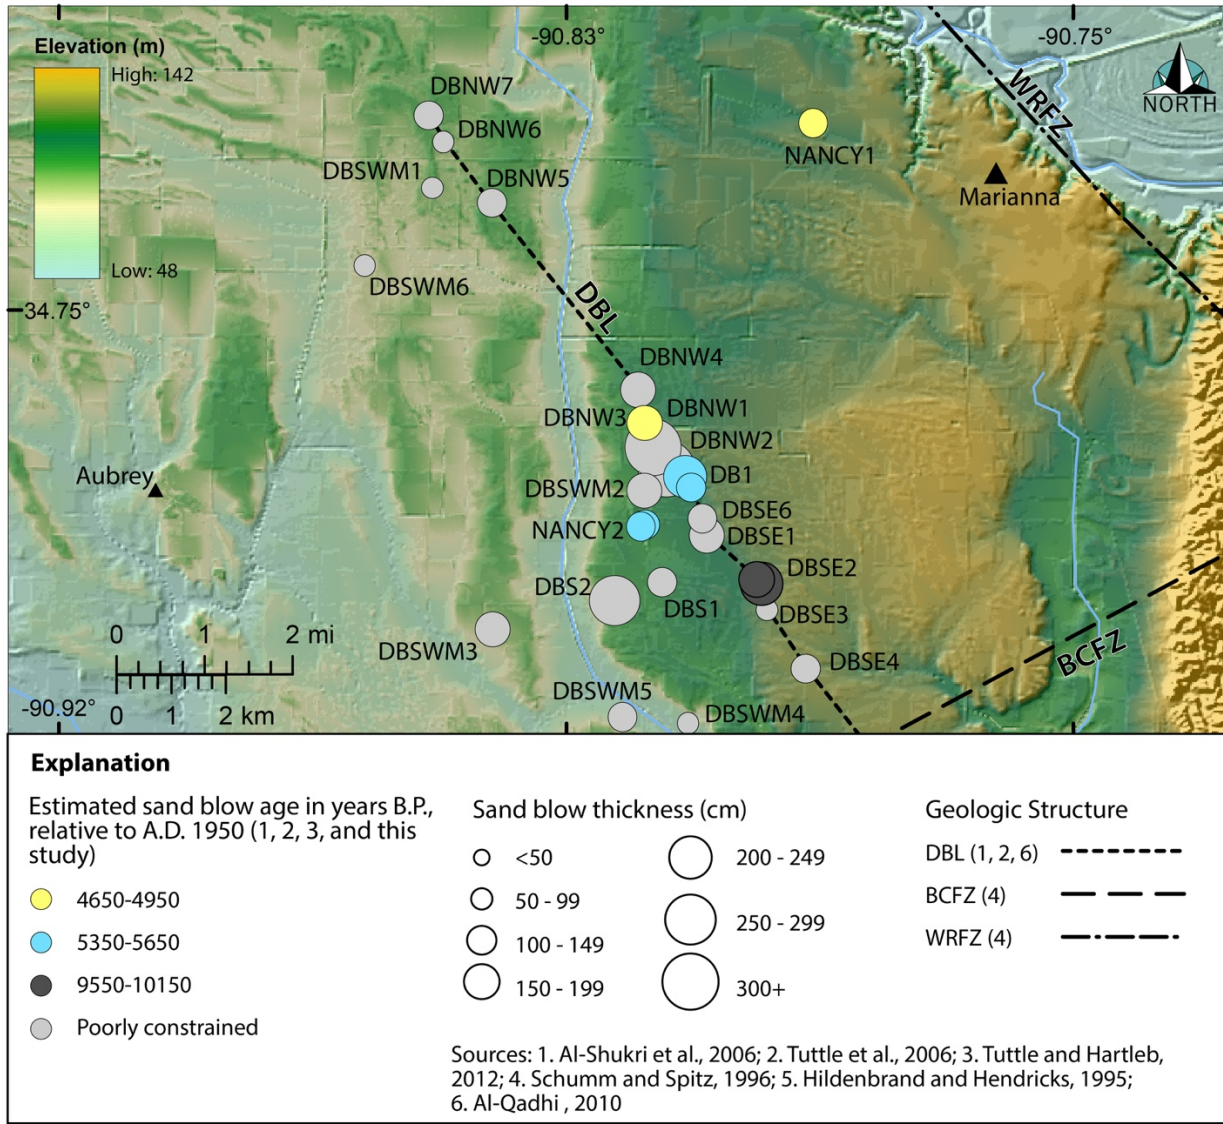 Elevation (m)
High: 142
Low: 48
-90.83°
-90.75°
NORTH
WRFZ
DBNW7
DBNW6
NANCY1
DBSWM1
DBNW5
Marianna
DBSWM6
34.75°
DBL
DBNW4
DBNW3
DBNW1
DBNW2
Aubrey
DB1
DBSWM2
DBSE6
NANCY2
DBSE1
DBSE2
DBS2
DBS1
DBSE3
0 1 2 mi
DBSWM3
BCFZ
DBSE4
DBSWM5
-90.92°
0 1 2 km
DBSWM4
Explanation
Estimated sand blow age in years B.P.,
relative to A.D. 1950 (1, 2, 3, and this
study)
4650-4950
5350-5650
9550-10150
Poorly constrained
Sand blow thickness (cm)
<50
50 - 99
100 - 149
150 - 199
200 - 249
250 - 299
300+
Geologic Structure
DBL (1, 2, 6)
BCFZ (4)
WRFZ (4)
Sources: 1. Al-Shukri et al., 2006; 2. Tuttle et al., 2006; 3. Tuttle and Hartleb,
2012; 4. Schumm and Spitz, 1996; 5. Hildenbrand and Hendricks, 1995;
6. Al-Qadhi , 2010